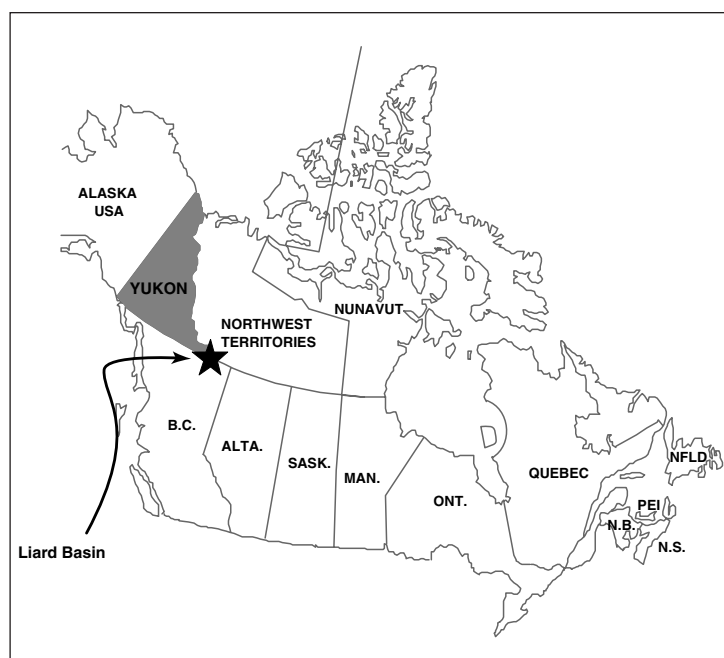 ALASKA
USA
YUKON
NUNAVUT
NORTHWEST
TERRITORIES
B.C.
ALTA.
SASK.
MAN.
ONT.
QUEBEC
NFLD
PEI
N.B.
N.S.
Liard Basin